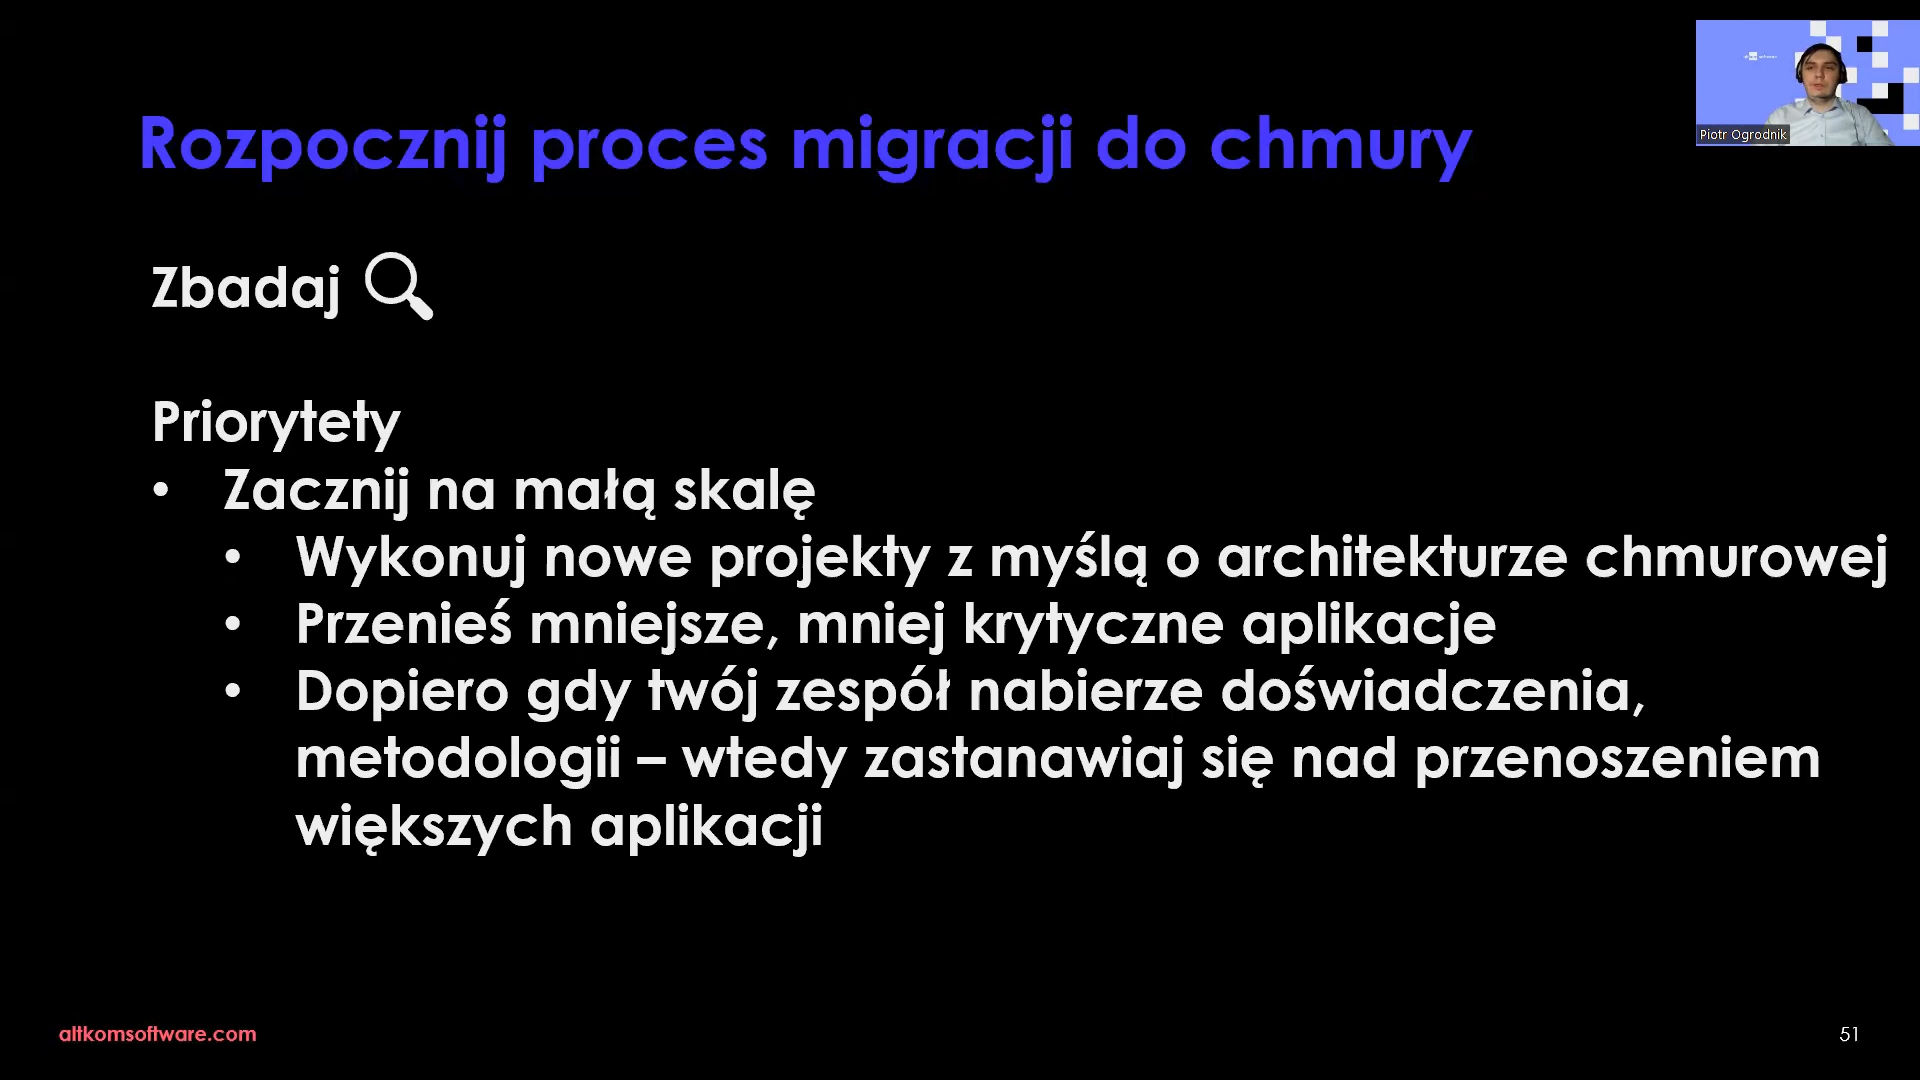 Rozpocznij proces migracji do chmury
Piotr Ogrodnik
Zbadaj
Priorytety
• Zacznij na małą skalę
• Wykonuj nowe projekty z myślą o architekturze chmurowej
• Przenieś mniejsze, mniej krytyczne aplikacje
• Dopiero gdy twój zespół nabierze doświadczenia,
metodologii – wtedy zastanawiaj się nad przenoszeniem
większych aplikacji
altkomsoftware.com
51